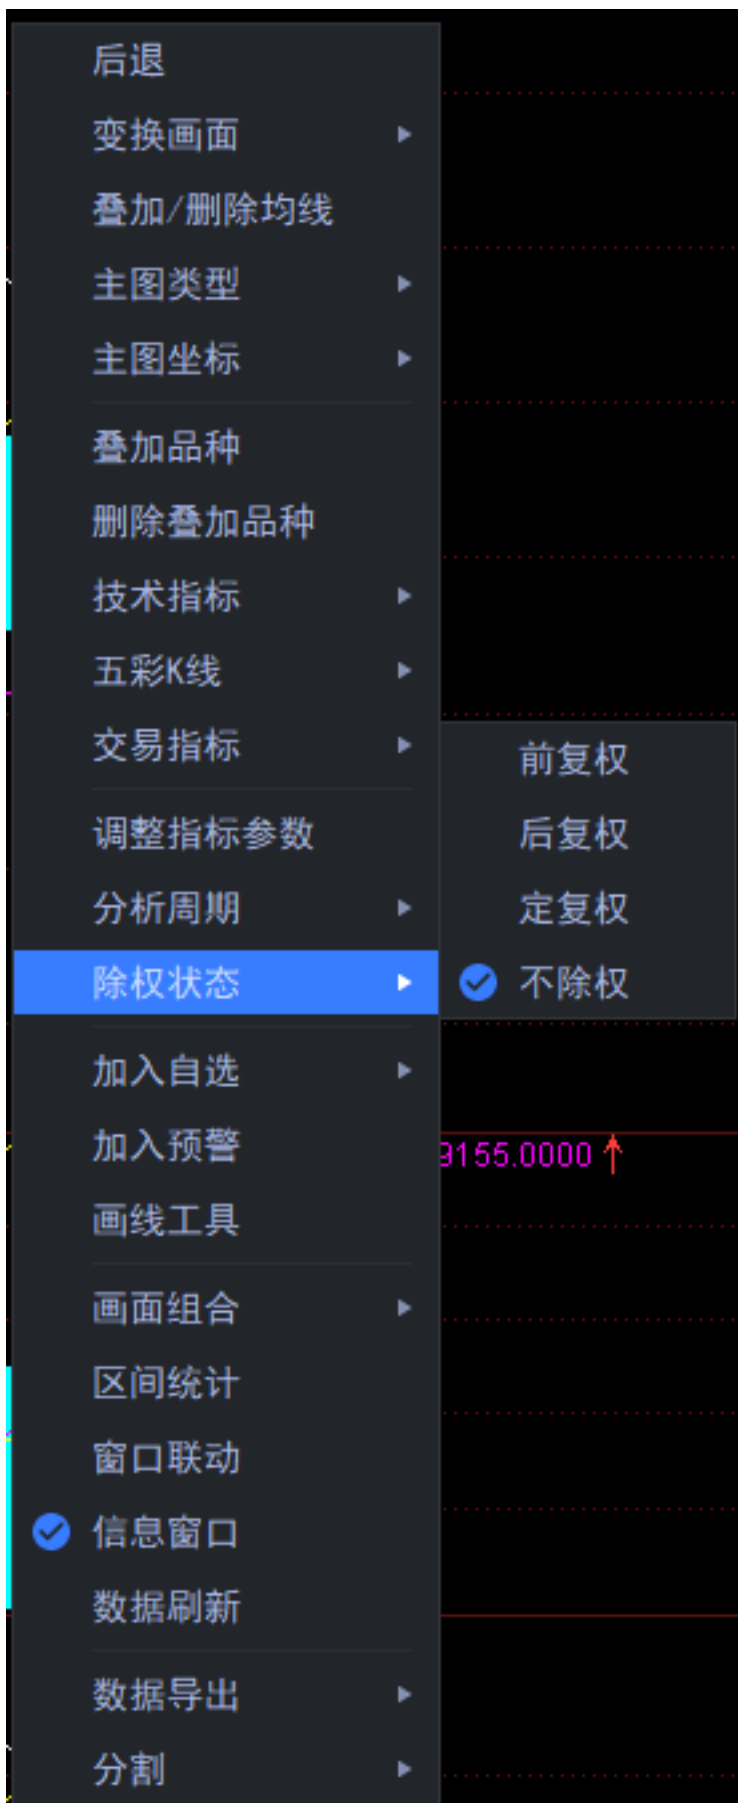 后退
变换画面
叠加/删除均线
主图类型
主图坐标
叠加品种
删除叠加品种
技术指标
五彩K线
交易指标
前复权
调整指标参数
后复权
分析周期
定复权
除权状态
不除权
加入自选
加入预警
9155.0000
画线工具
画面组合
区间统计
窗口联动
信息窗口
数据刷新
数据导出
分割